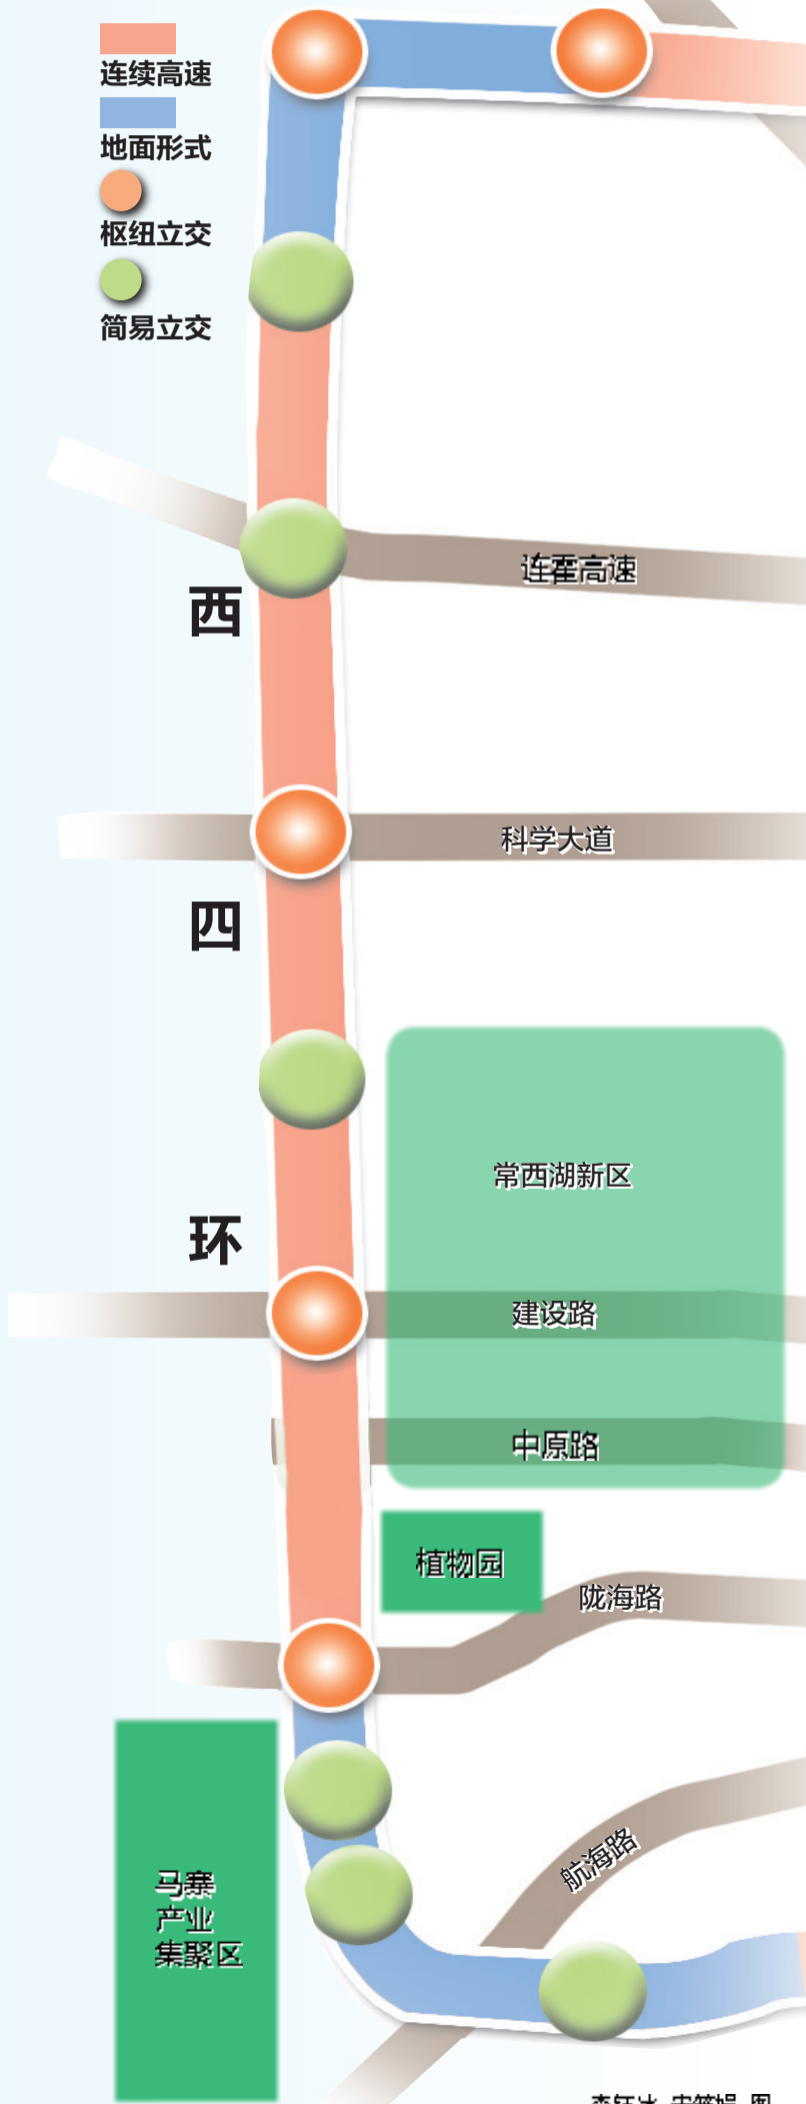 连续高速
地面形式
枢纽立交
简易立交
连霍高速
西
科学大道
四
常西湖新区
环
建设路
中原路
植物园
陇海路
航海路
马寨
产业
集聚区
图